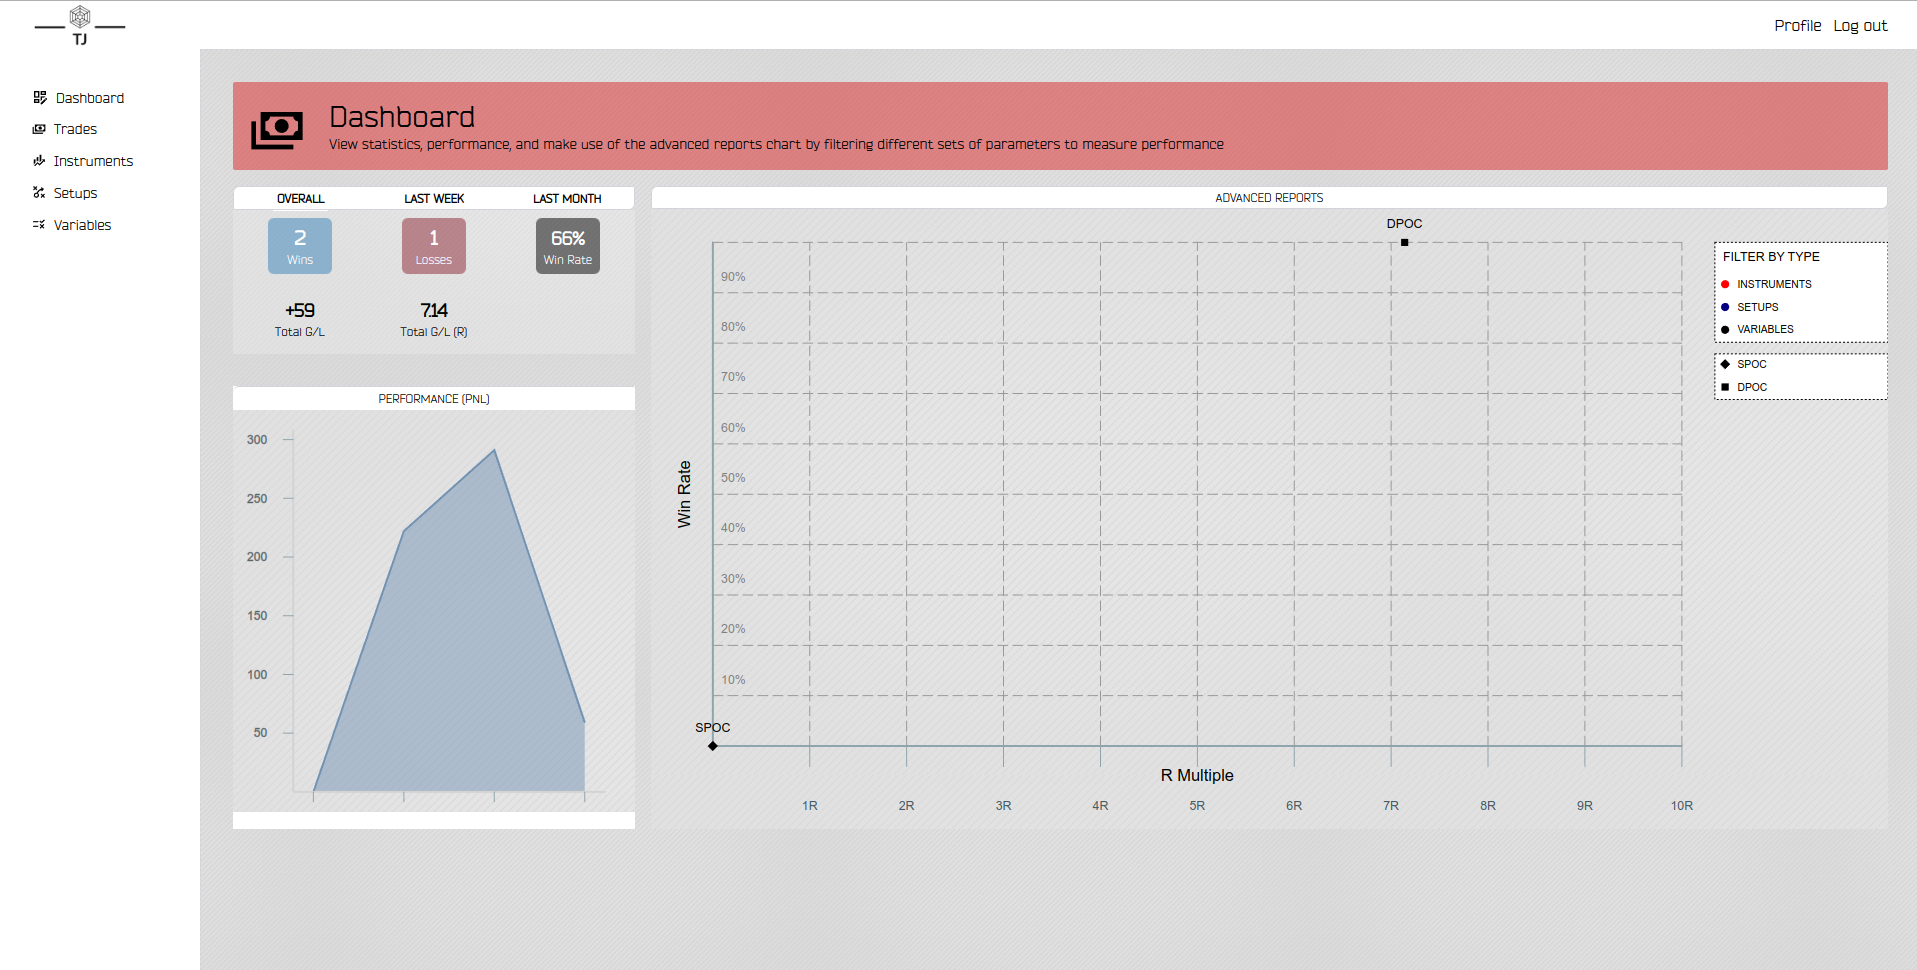 TJ
Profile Log out
Dashboard
Trades
Instruments
Setups
Variables
Dashboard
View statistics, performance, and make use of the advanced reports chart by filtering different sets of parameters to measure performance
OVERALL LAST WEEK LAST MONTH
2 1 66%
Wins Losses Win Rate
+59 7.14
Total G/L Total G/L (R)
PERFORMANCE (PNL)
300
250
200
150
100
50
ADVANCED REPORTS
DPOC
90%
80%
70%
60%
50%
40%
30%
20%
10%
Win Rate
SPOC
R Multiple
1R 2R 3R 4R 5R 6R 7R 8R 9R 10R
FILTER BY TYPE
INSTRUMENTS
SETUPS
VARIABLES
SPOC
DPOC